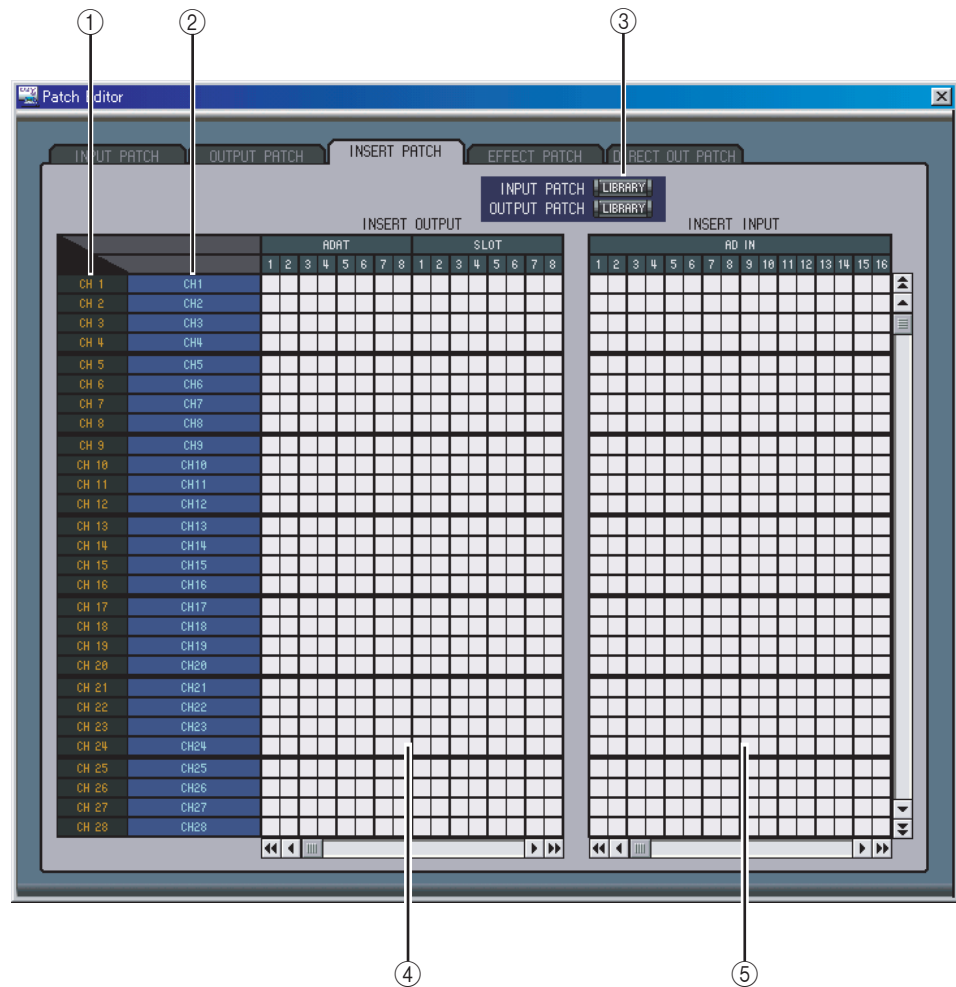 ① ② ③
Patch Editor
INPUT PATCH OUTPUT PATCH INSERT PATCH EFFECT PATCH DIRECT OUT PATCH
INPUT PATCH LIBRARY
OUTPUT PATCH LIBRARY
INSERT OUTPUT INSERT INPUT
ADAT SLOT AD IN
1 2 3 4 5 6 7 8 1 2 3 4 5 6 7 8 1 2 3 4 5 6 7 8 9 10 11 12 13 14 15 16
CH 1 CH1
CH 2 CH2
CH 3 CH3
CH 4 CH4
CH 5 CH5
CH 6 CH6
CH 7 CH7
CH 8 CH8
CH 9 CH9
CH 10 CH10
CH 11 CH11
CH 12 CH12
CH 13 CH13
CH 14 CH14
CH 15 CH15
CH 16 CH16
CH 17 CH17
CH 18 CH18
CH 19 CH19
CH 20 CH20
CH 21 CH21
CH 22 CH22
CH 23 CH23
CH 24 CH24
CH 25 CH25
CH 26 CH26
CH 27 CH27
CH 28 CH28
④ ⑤